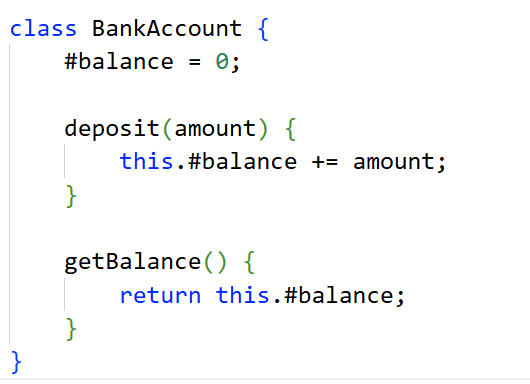 class BankAccount {
    #balance = 0;

    deposit(amount) {
        this.#balance += amount;
    }

    getBalance() {
        return this.#balance;
    }
}